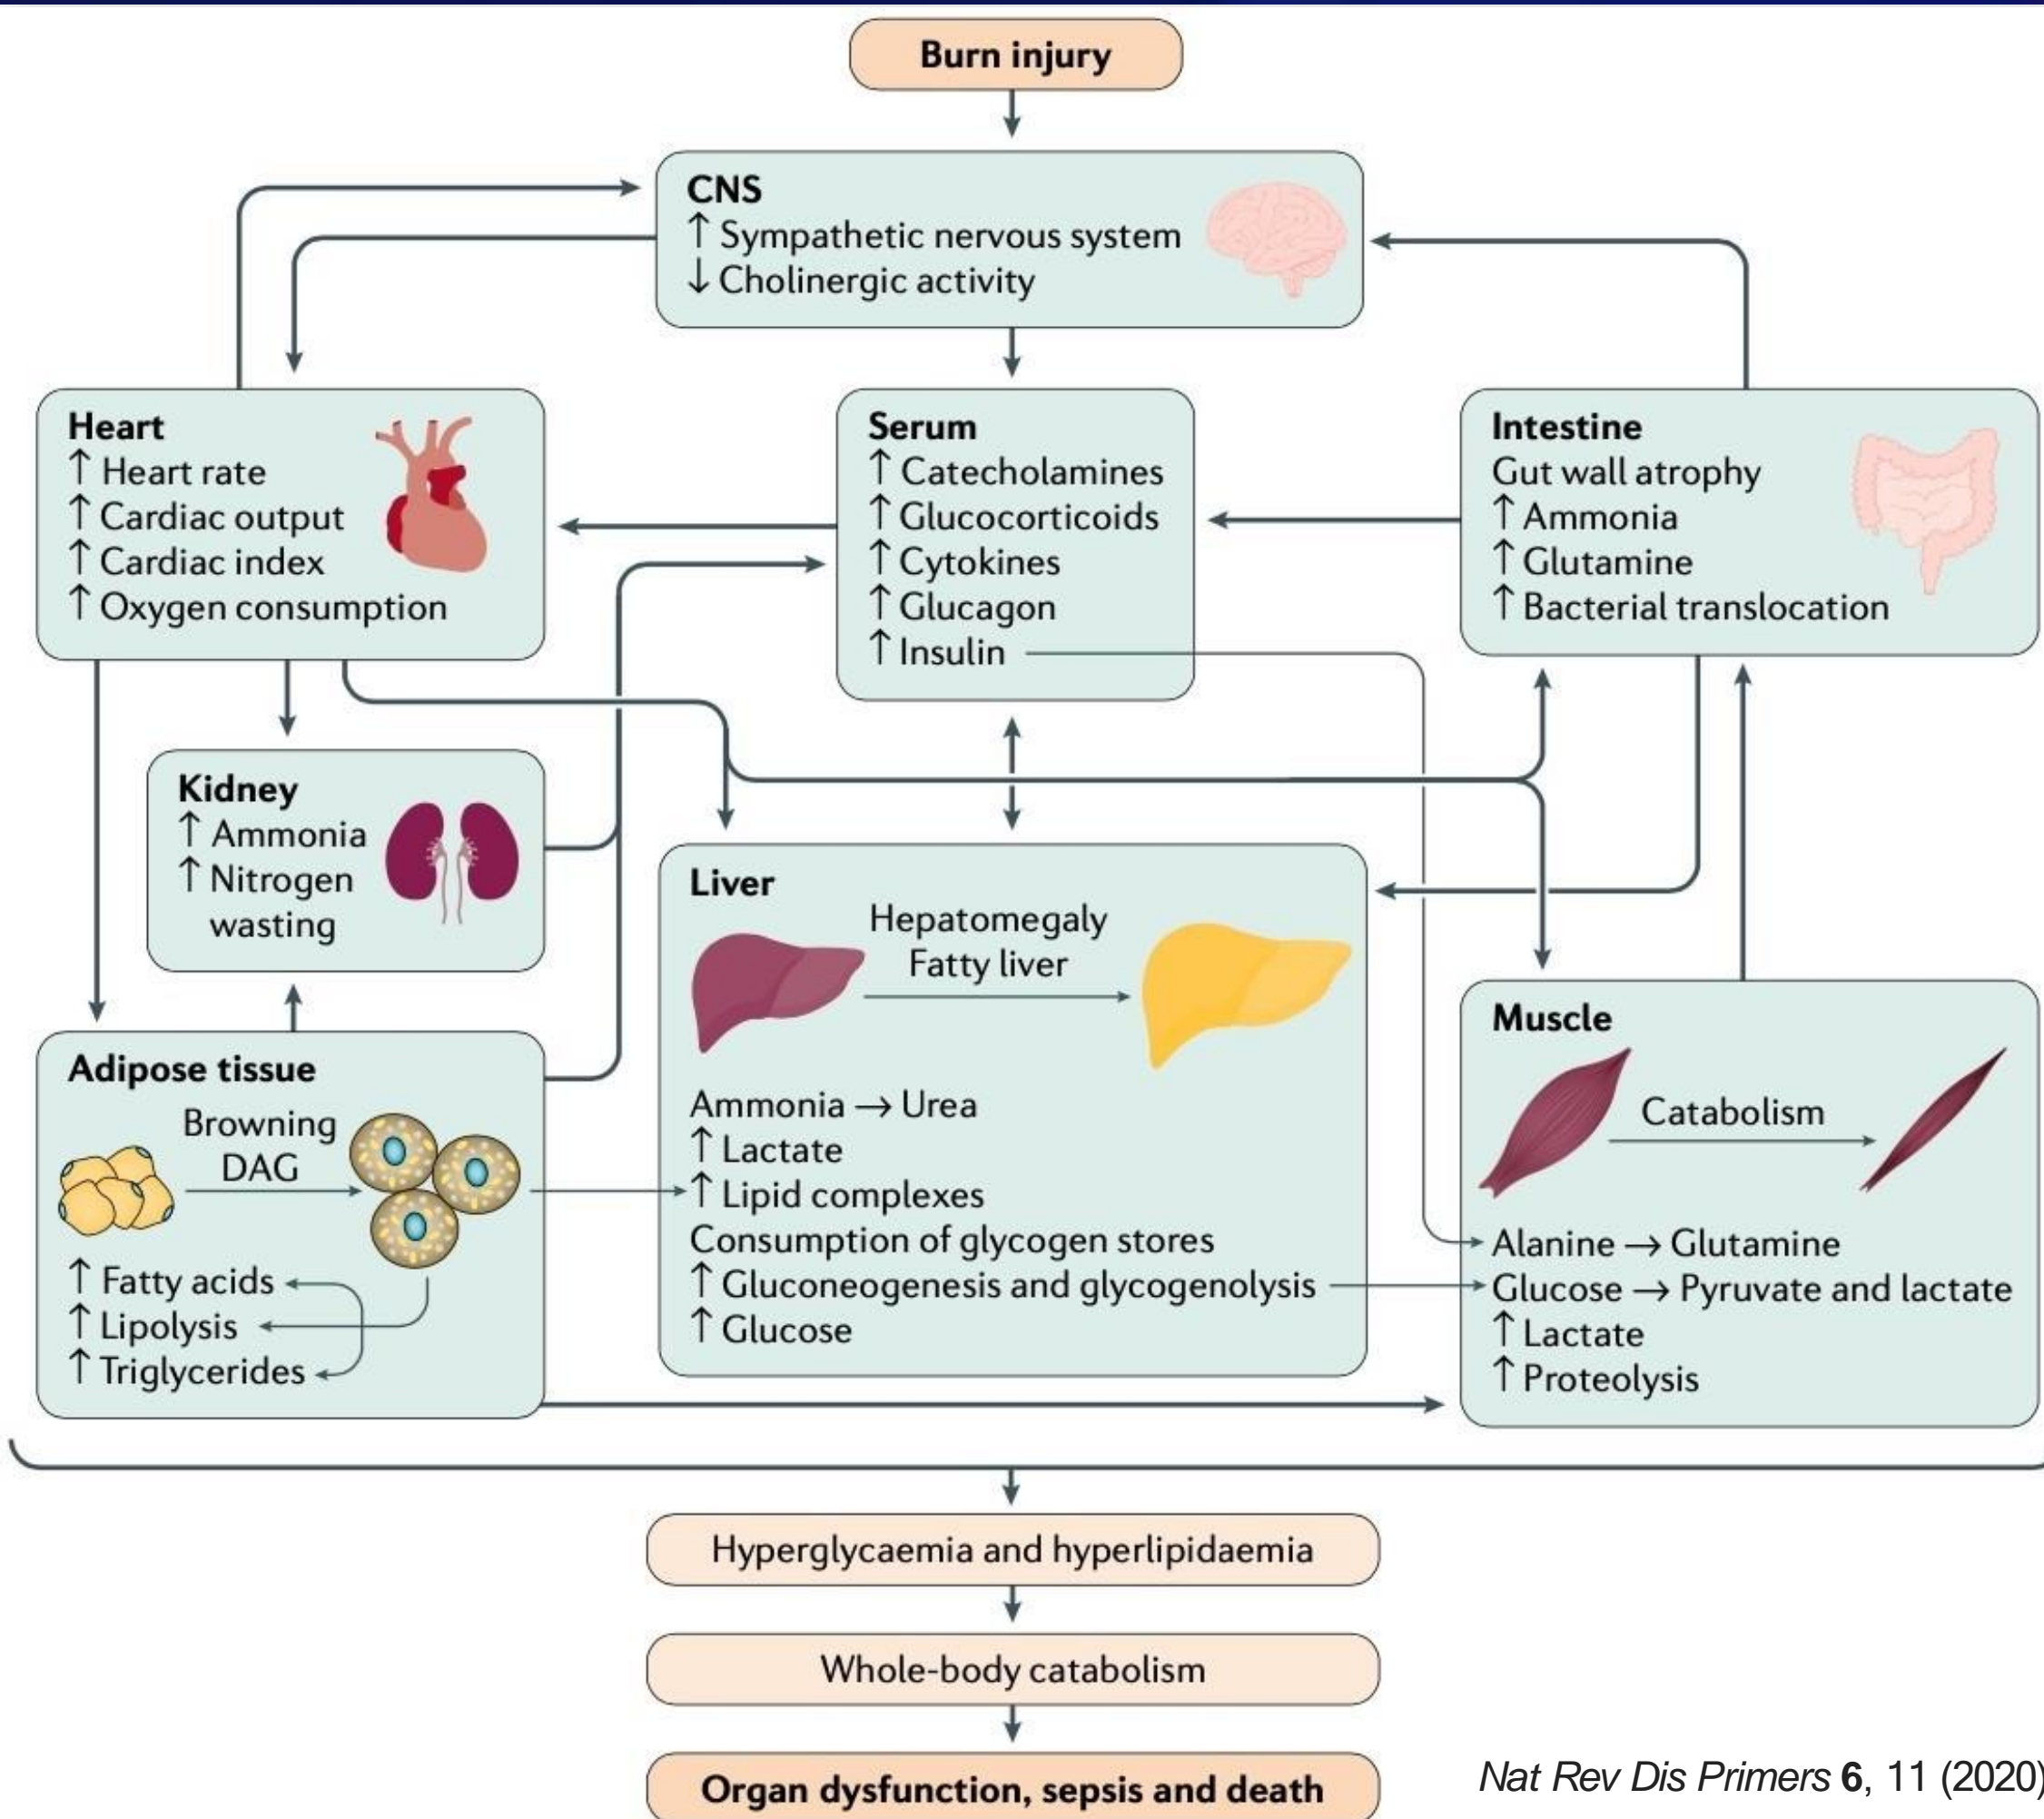 Burn injury
CNS
↑ Sympathetic nervous system
↓ Cholinergic activity
Heart
↑ Heart rate
↑ Cardiac output
↑ Cardiac index
↑ Oxygen consumption
Serum
↑ Catecholamines
↑ Glucocorticoids
↑ Cytokines
↑ Glucagon
↑ Insulin
Intestine
Gut wall atrophy
↑ Ammonia
↑ Glutamine
↑ Bacterial translocation
Kidney
↑ Ammonia
↑ Nitrogen
wasting
Liver
Hepatomegaly
Fatty liver
Ammonia → Urea
↑ Lactate
↑ Lipid complexes
Consumption of glycogen stores
↑ Gluconeogenesis and glycogenolysis
↑ Glucose
Adipose tissue
Browning
DAG
↑ Fatty acids
↑ Lipolysis
↑ Triglycerides
Muscle
Catabolism
Alanine → Glutamine
Glucose → Pyruvate and lactate
↑ Lactate
↑ Proteolysis
Hyperglycaemia and hyperlipidaemia
Whole-body catabolism
Organ dysfunction, sepsis and death
Nat Rev Dis Primers 6, 11 (2020)